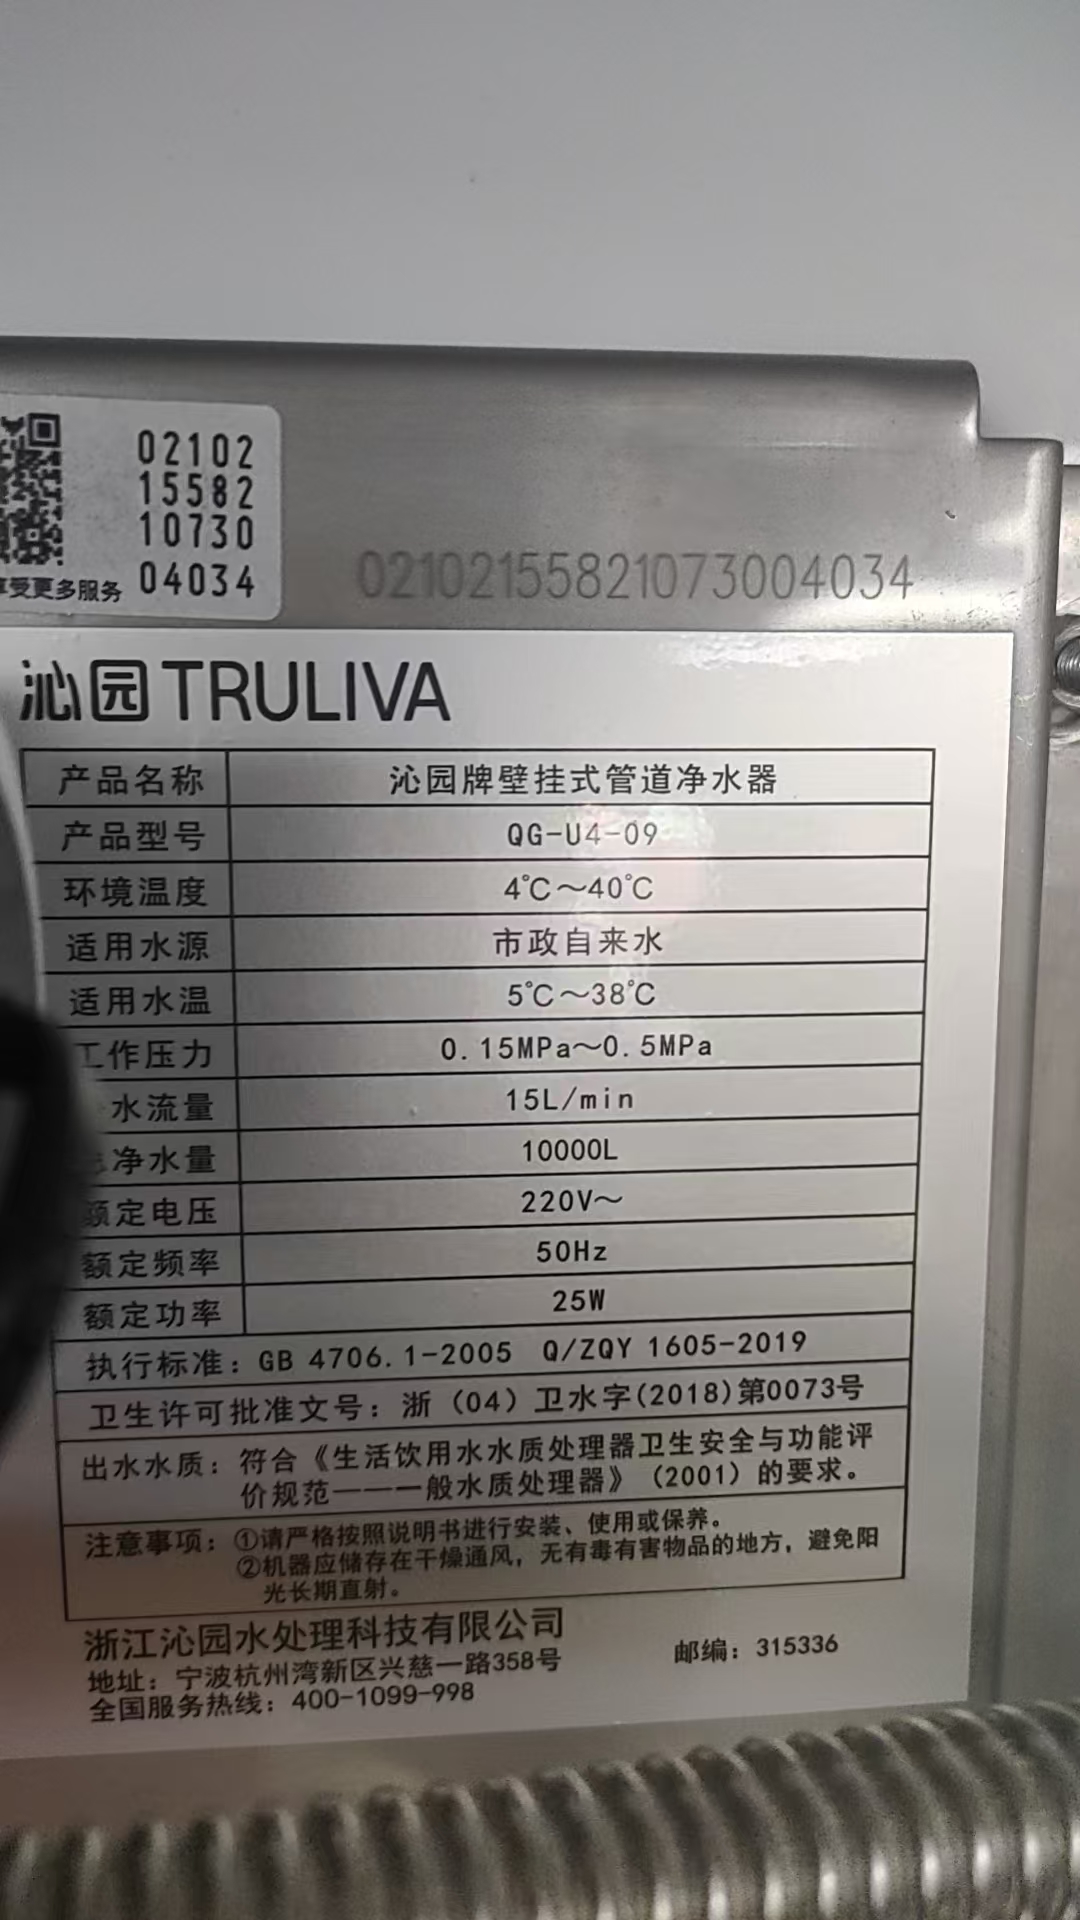 02102
15582
10730
04034
享受更多服务
02102155821073004034
沁园TRULIVA
产品名称 沁园牌壁挂式管道净水器
产品型号 QG-U4-09
环境温度 4℃～40℃
适用水源 市政自来水
适用水温 5℃～38℃
工作压力 0.15MPa～0.5MPa
水流量 15L/min
净水量 10000L
额定电压 220V～
额定频率 50Hz
额定功率 25W
执行标准：GB 4706.1-2005 Q/ZQY 1605-2019
卫生许可批准文号：浙（04）卫水字(2018)第0073号
出水水质：符合《生活饮用水水质处理器卫生安全与功能评
价规范———一般水质处理器》（2001）的要求。
注意事项：①请严格按照说明书进行安装、使用或保养。
②机器应储存在干燥通风，无有毒有害物品的地方，避免阳
光长期直射。
浙江沁园水处理科技有限公司
地址：宁波杭州湾新区兴慈一路358号 邮编：315336
全国服务热线：400-1099-998